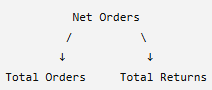 Net Orders
/ \
↓ ↓
Total Orders Total Returns